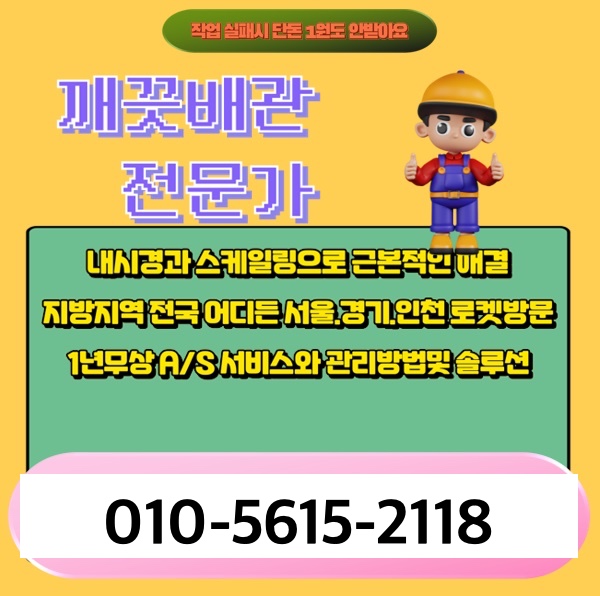 작업 실패시 단돈 1원도 안받아요
깨끗배관
전문가
내시경과 스케일링으로 근본적인 해결
지방지역 전국 어디든 서울.경기.인천 로켓방문
1년무상 A/S 서비스와 관리방법및 솔루션
010-5615-2118